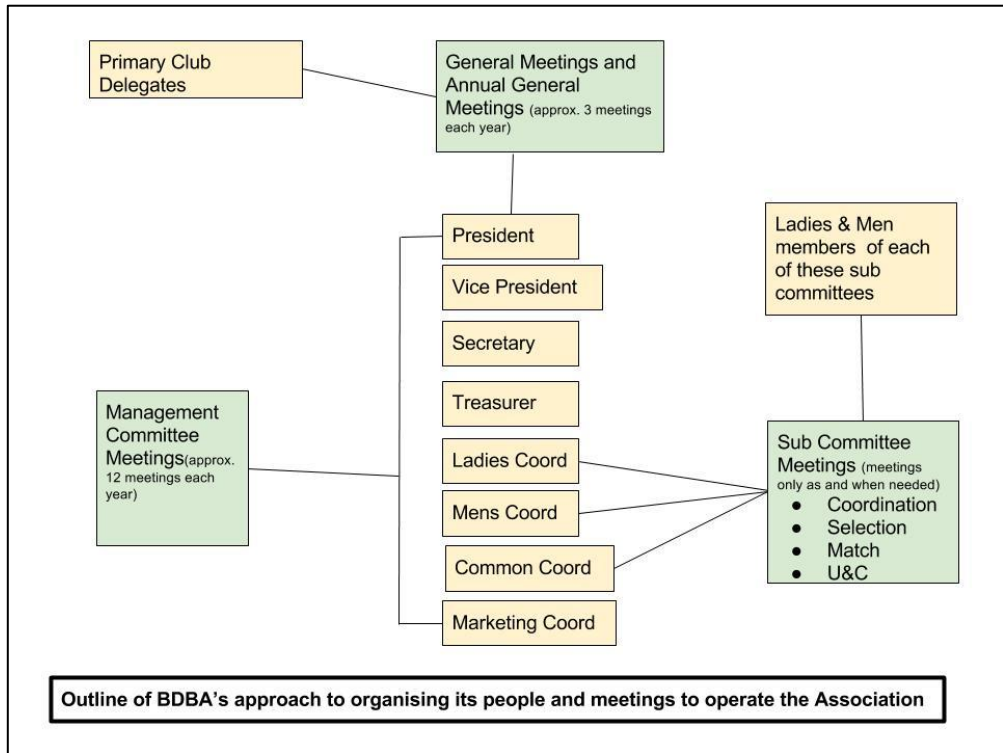 Primary Club
Delegates
General Meetings and
Annual General
Meetings (approx. 3 meetings
each year)
President
Vice President
Secretary
Treasurer
Ladies Coord
Mens Coord
Common Coord
Marketing Coord
Ladies & Men
members of each
of these sub
committees
Management
Committee
Meetings(approx.
12 meetings each
year)
Sub Committee
Meetings (meetings
only as and when needed)
● Coordination
● Selection
● Match
● U&C
Outline of BDBA's approach to organising its people and meetings to operate the Association